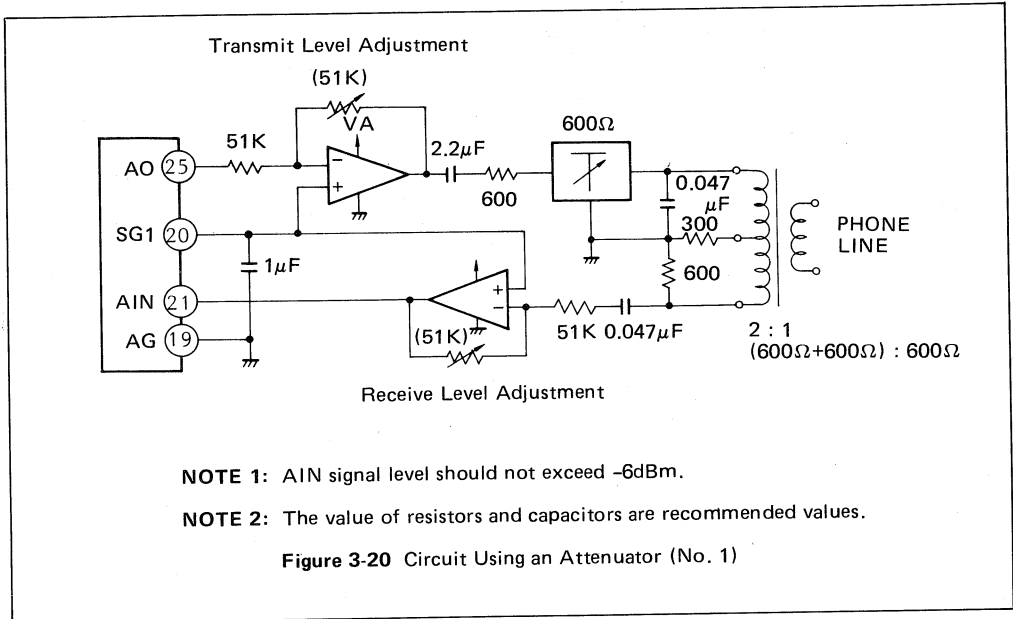 Transmit Level Adjustment
(51K)
VA
51K
2.2μF
600
600Ω
AO 25
SG1 20
AIN 21
AG 19
1μF
0.047
μF
300
600
PHONE
LINE
(51K)
51K 0.047μF
2 : 1
(600Ω+600Ω) : 600Ω
Receive Level Adjustment
NOTE 1: AIN signal level should not exceed –6dBm.
NOTE 2: The value of resistors and capacitors are recommended values.
Figure 3-20 Circuit Using an Attenuator (No. 1)